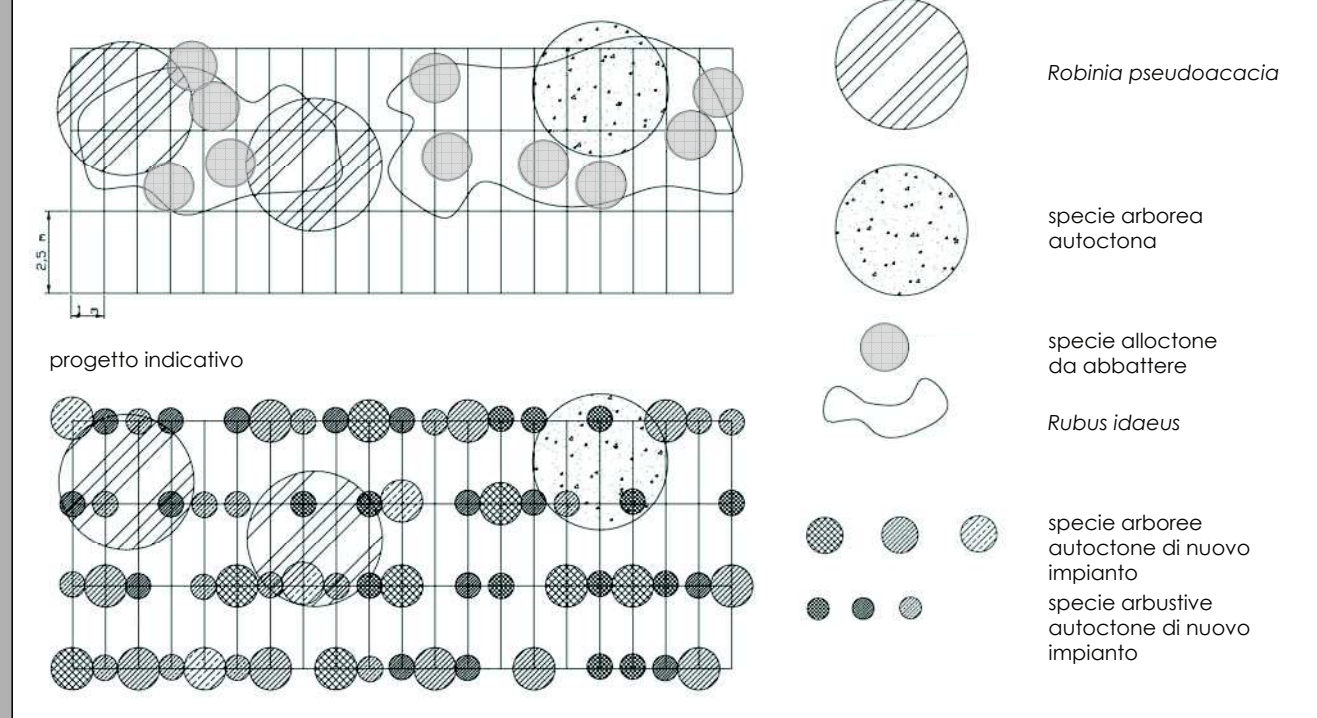 Robinia pseudoacacia
specie arborea
autoctona
2,5 m
1 m
specie alloctone
da abbattere
progetto indicativo
Rubus idaeus
specie arboree
autoctone di nuovo
impianto
specie arbustive
autoctone di nuovo
impianto